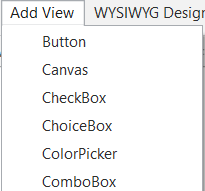 Add View WYSIWYG Design
Button
Canvas
CheckBox
ChoiceBox
ColorPicker
ComboBox